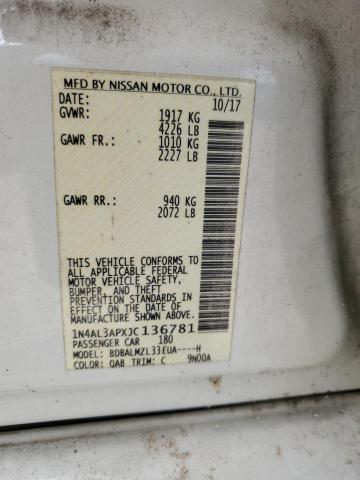 MFD BY NISSAN MOTOR CO., LTD.
DATE: 10/17
GVWR: 1917 KG
4226 LB
GAWR FR.: 1010 KG
2227 LB
GAWR RR.: 940 KG
2072 LB
THIS VEHICLE CONFORMS TO
ALL APPLICABLE FEDERAL
MOTOR VEHICLE SAFETY,
BUMPER, AND THEFT
PREVENTION STANDARDS
IN EFFECT ON THE DATE
OF MANUFACTURE SHOWN
ABOVE.
1N4AL3APXJC136781
PASSENGER CAR 180
MODEL: BDBALMZL33EUA----H
COLOR: QAB TRIM: C 9N00A